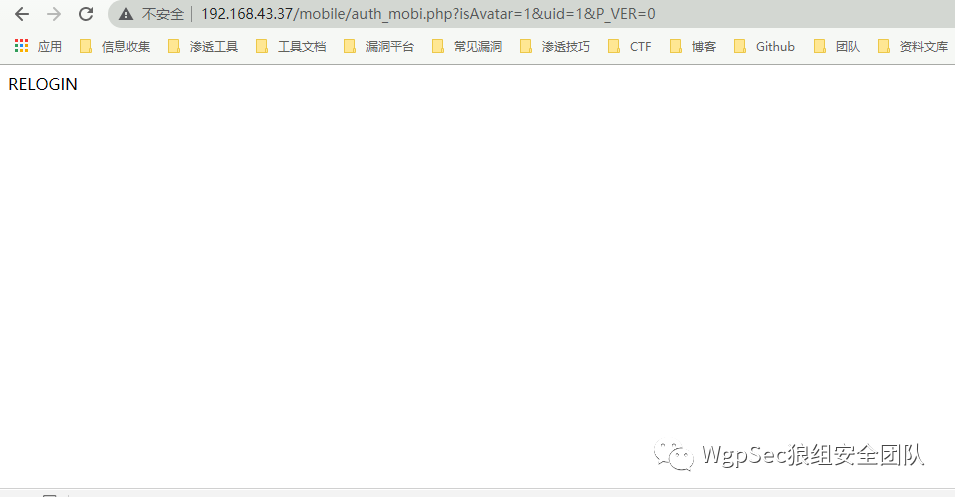 不安全 192.168.43.37/mobile/auth_mobi.php?isAvatar=1&uid=1&P_VER=0
应用 信息收集 渗透工具 工具文档 漏洞平台 常见漏洞 渗透技巧 CTF 博客 Github 团队 资料文库
RELOGIN
WgpSec狼组安全团队